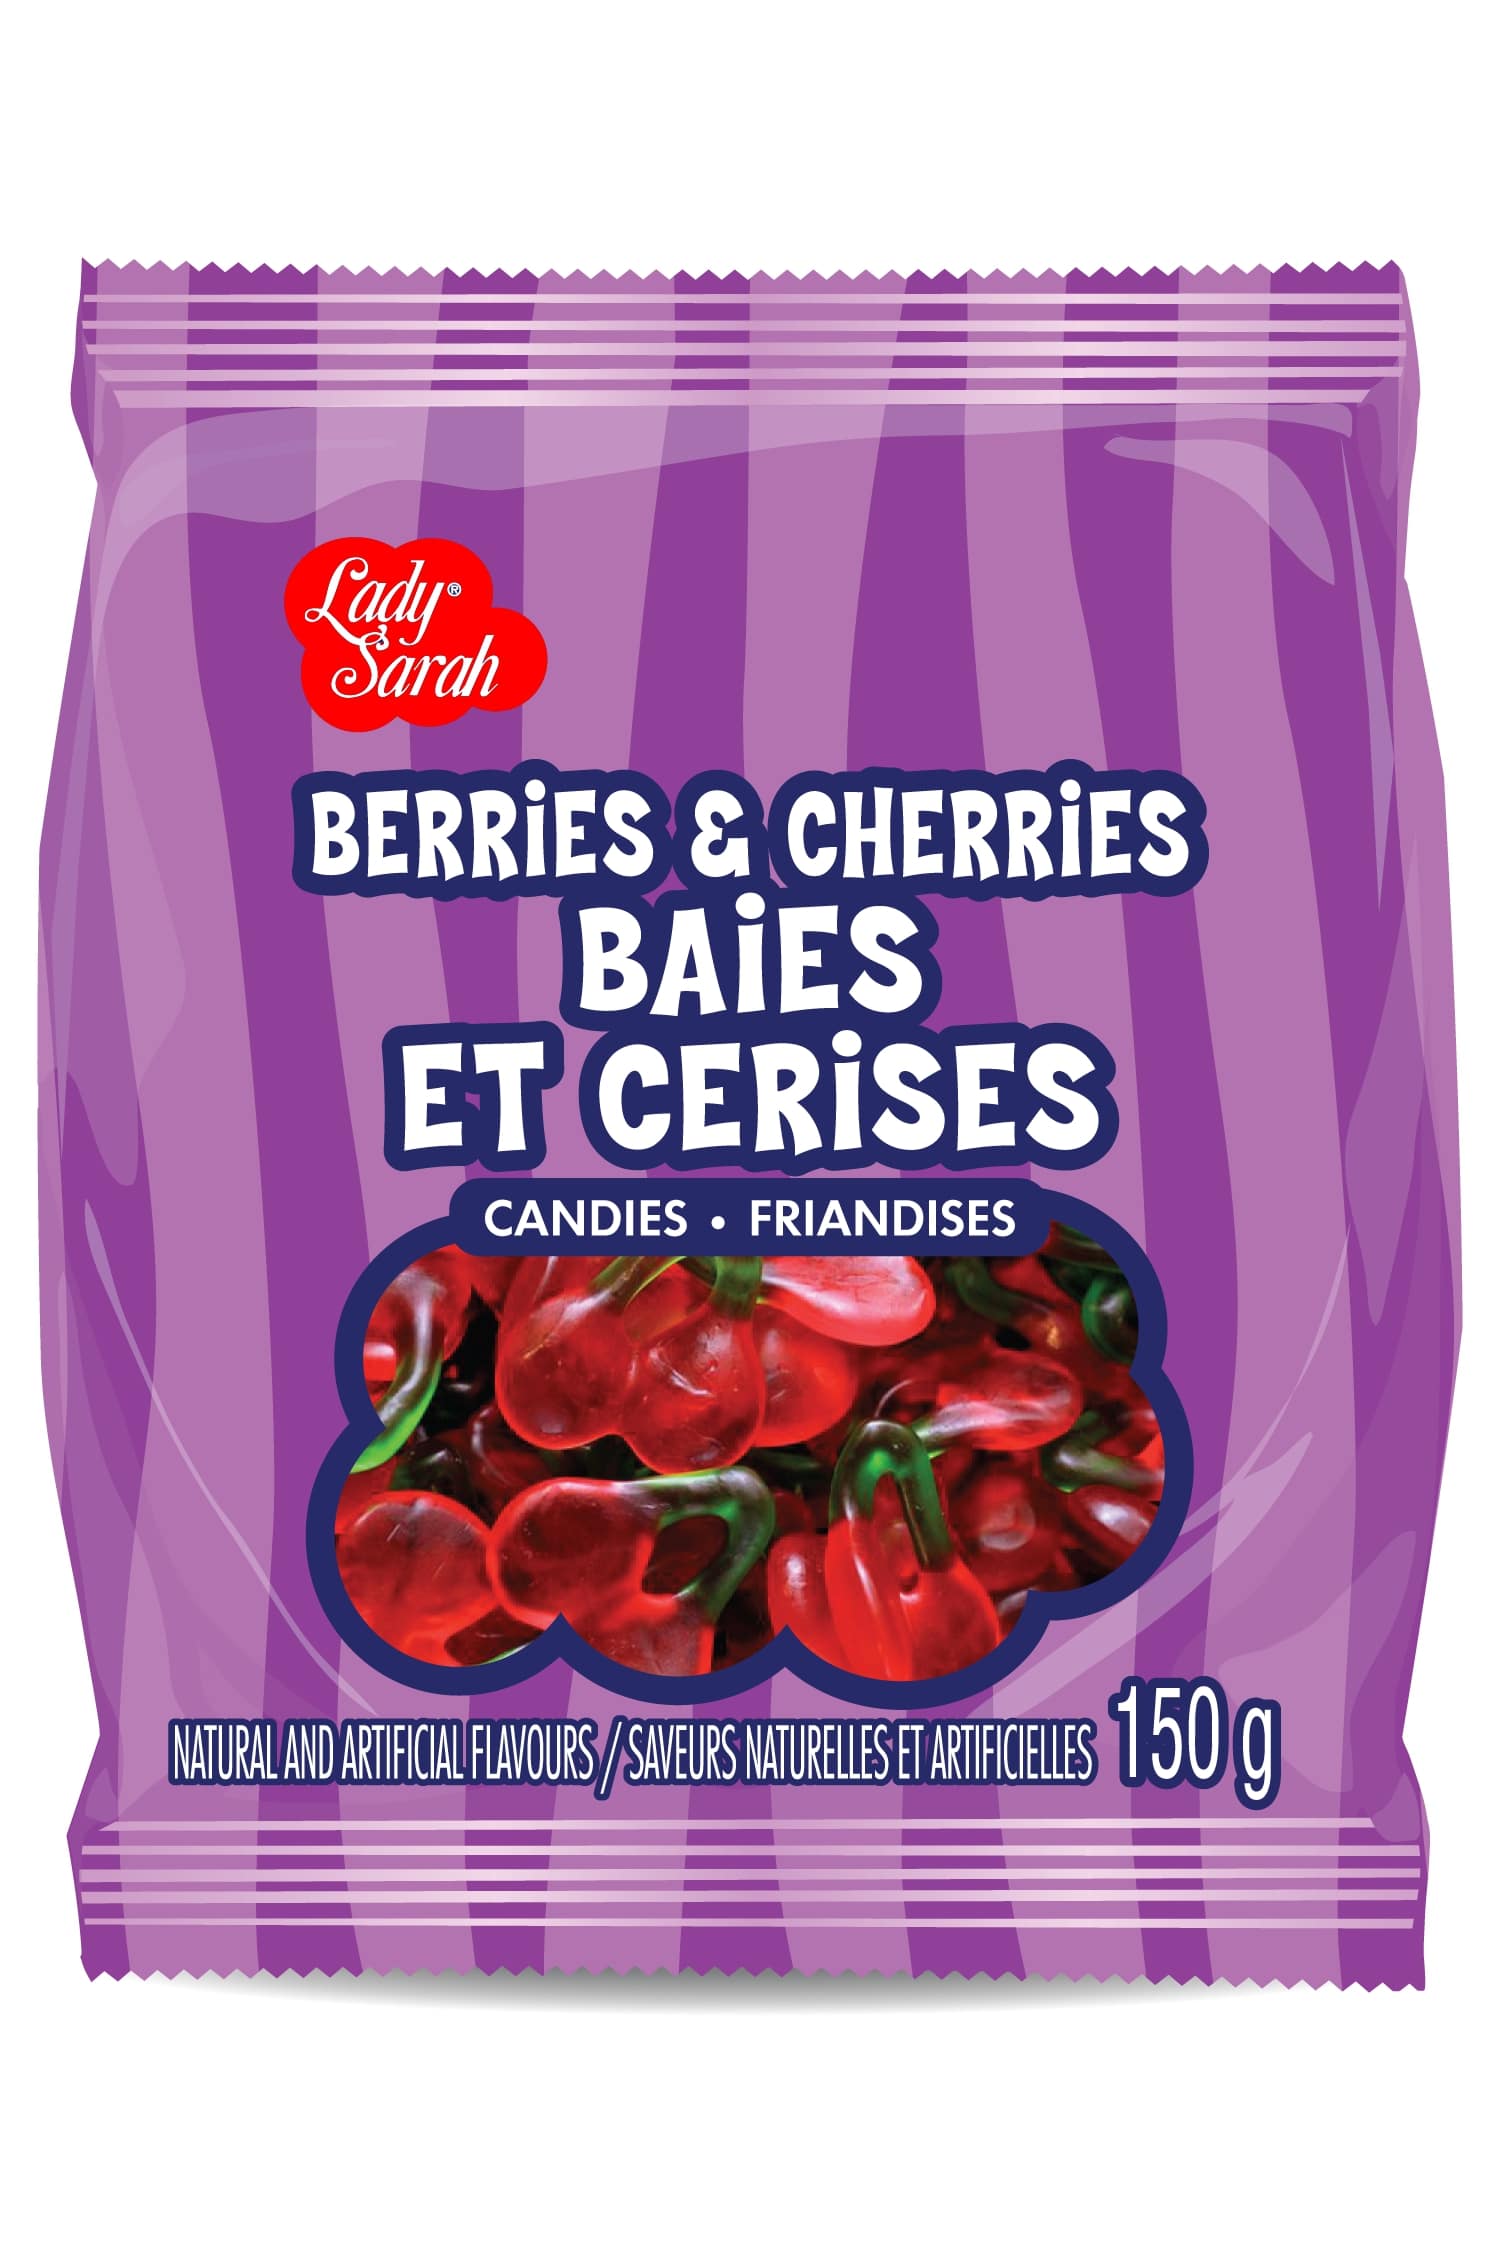 Lady®
Sarah
BERRiES & CHERRiES
BAiES
ET CERiSES
CANDIES • FRIANDISES
NATURAL AND ARTIFICIAL FLAVOURS / SAVEURS NATURELLES ET ARTIFICIELLES 150 g